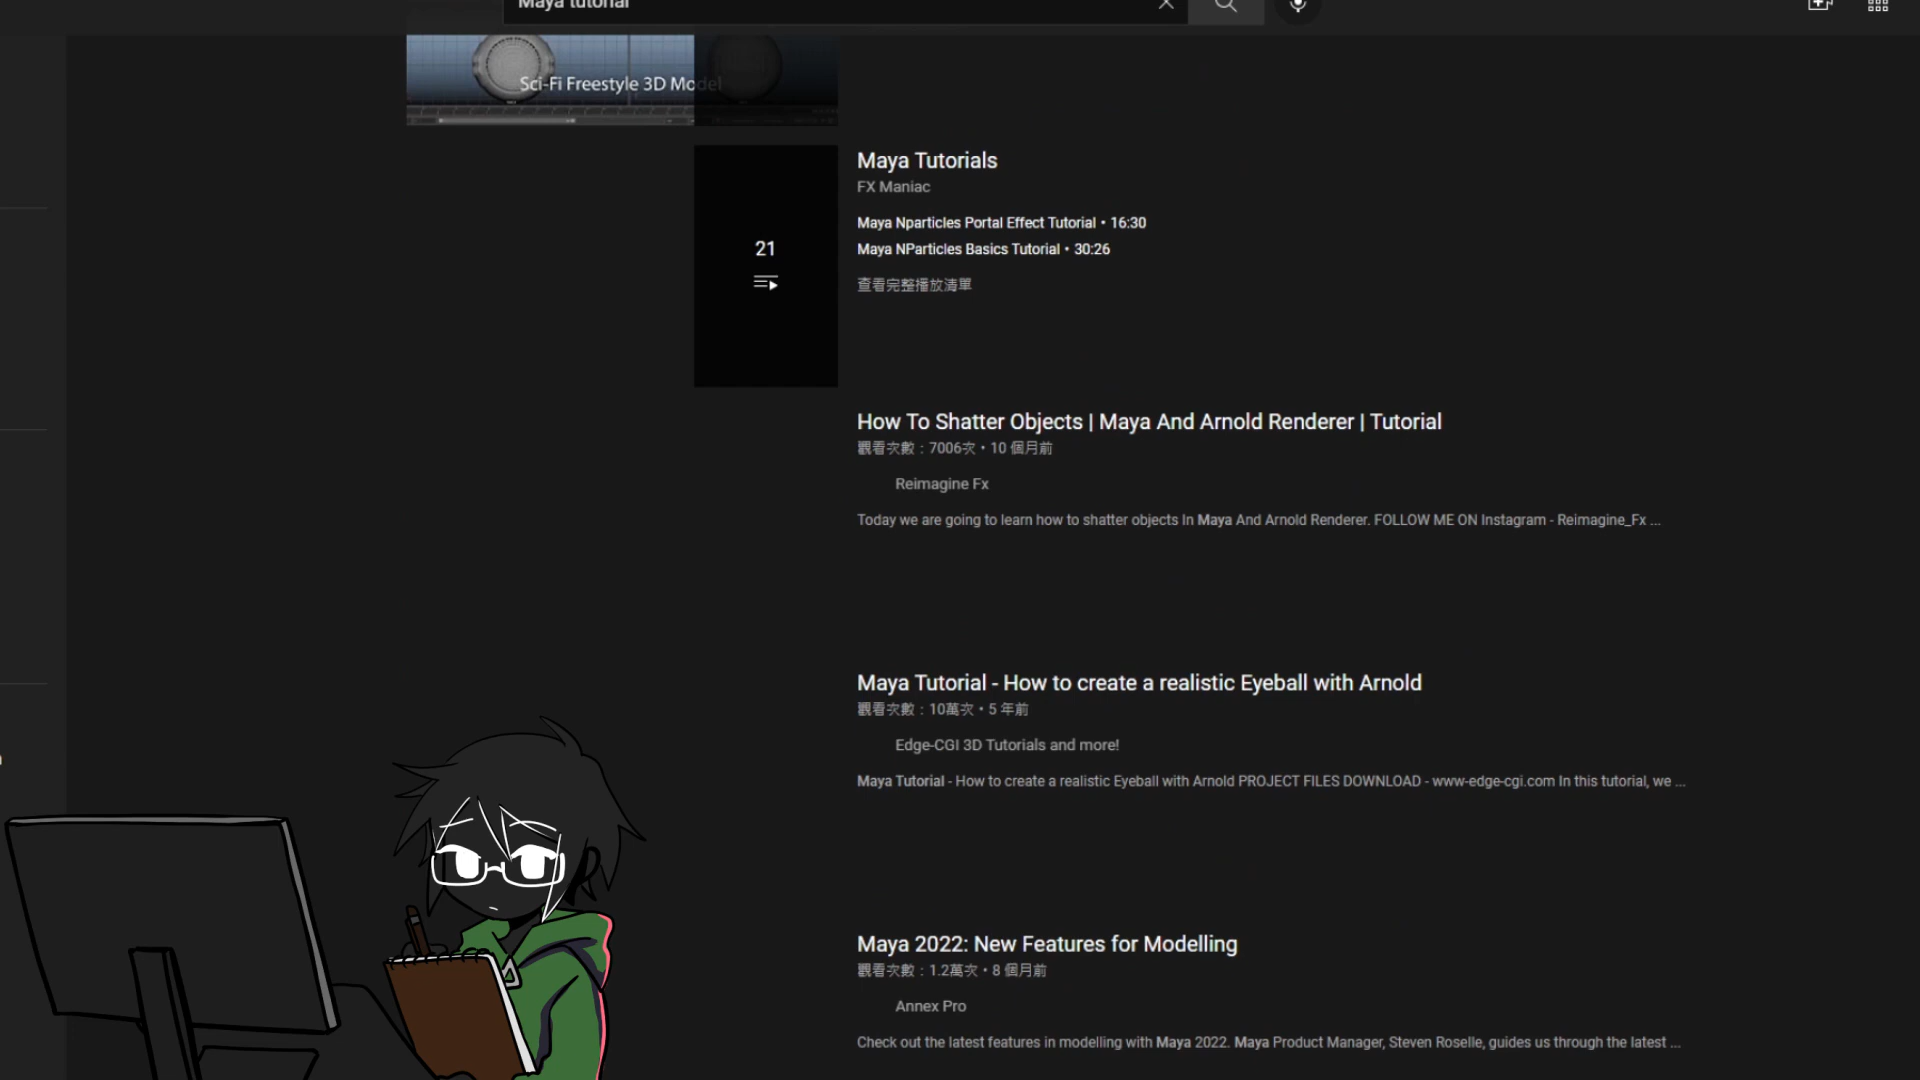 Maya tutorial
Sci-Fi Freestyle 3D Model
Maya Tutorials
FX Maniac
Maya Nparticles Portal Effect Tutorial • 16:30
21
Maya NParticles Basics Tutorial • 30:26
查看完整播放清單
How To Shatter Objects | Maya And Arnold Renderer | Tutorial
觀看次數：7006次 • 10 個月前
Reimagine Fx
Today we are going to learn how to shatter objects In Maya And Arnold Renderer. FOLLOW ME ON Instagram - Reimagine_Fx ...
Maya Tutorial - How to create a realistic Eyeball with Arnold
觀看次數：10萬次 • 5 年前
Edge-CGI 3D Tutorials and more!
Maya Tutorial - How to create a realistic Eyeball with Arnold PROJECT FILES DOWNLOAD - www-edge-cgi.com In this tutorial, we ...
Maya 2022: New Features for Modelling
觀看次數：1.2萬次 • 8 個月前
Annex Pro
Check out the latest features in modelling with Maya 2022. Maya Product Manager, Steven Roselle, guides us through the latest ...